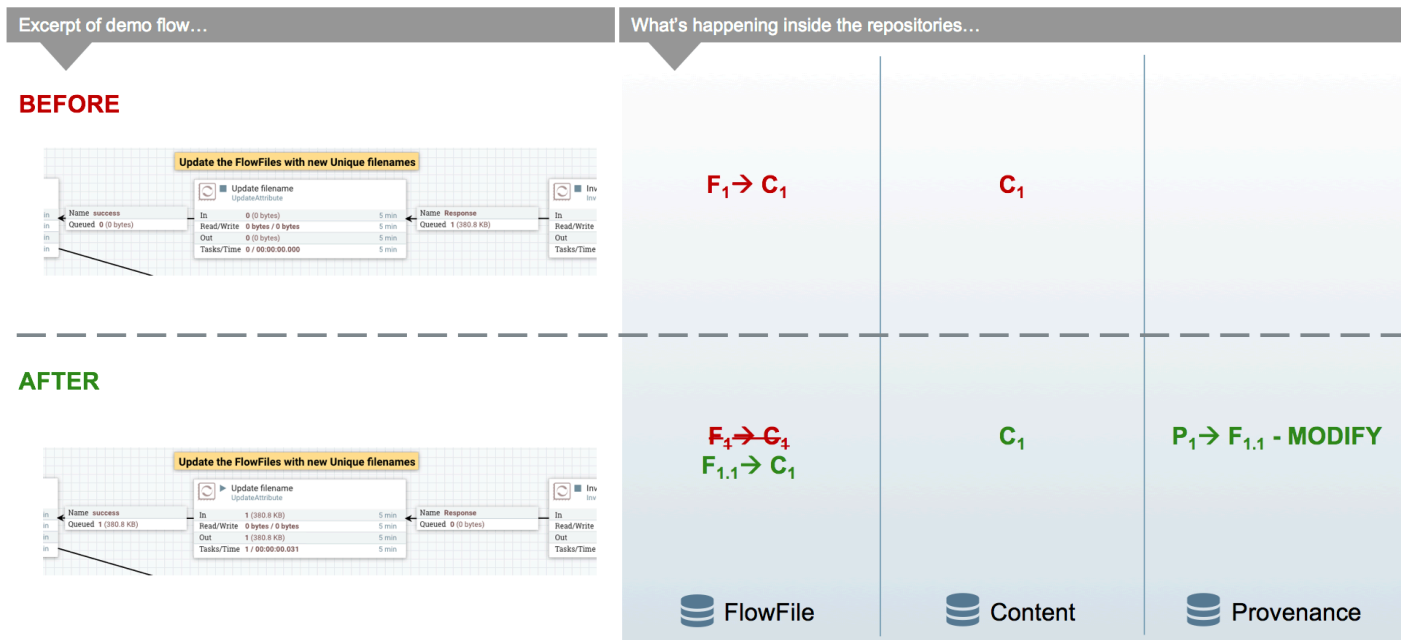 Excerpt of demo flow…
What's happening inside the repositories…
BEFORE
Update the FlowFiles with new Unique filenames
Update filename
UpdateAttribute
Name success
Queued 0 (0 bytes)
In 0 (0 bytes) 5 min
Read/Write 0 bytes / 0 bytes 5 min
Out 0 (0 bytes) 5 min
Tasks/Time 0 / 00:00:00.000 5 min
Name Response
Queued 1 (380.8 KB)
Inv
Inv
In
Read/Write
Out
Tasks/Time
F1→ C1
C1
AFTER
Update the FlowFiles with new Unique filenames
Update filename
UpdateAttribute
Name success
Queued 1 (380.8 KB)
In 1 (380.8 KB) 5 min
Read/Write 0 bytes / 0 bytes 5 min
Out 1 (380.8 KB) 5 min
Tasks/Time 1 / 00:00:00.031 5 min
Name Response
Queued 0 (0 bytes)
Inv
Inv
In
Read/Write
Out
Tasks/Time
F1→ C1
F1.1→ C1
C1
P1→ F1.1 - MODIFY
FlowFile
Content
Provenance